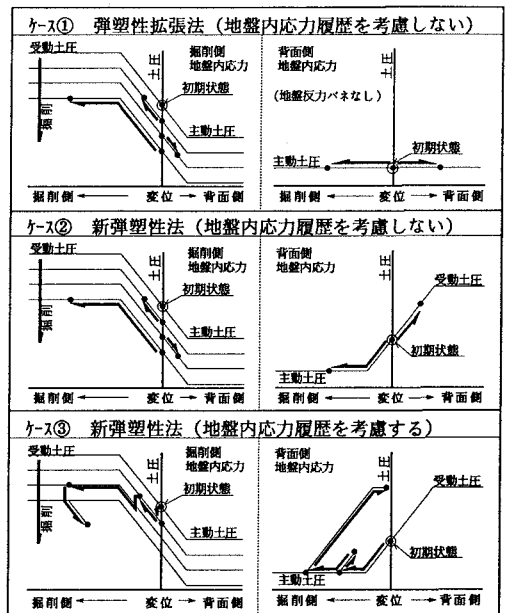 ケース① 弾塑性拡張法(地盤内応力履歴を考慮しない)
受動土圧
土圧
掘削側
地盤内応力
初期状態
主動土圧
掘削
掘削側 ← 変位 → 背面側
背面側
地盤内応力
土圧
(地盤反力バネなし)
初期状態
主動土圧
掘削側 ← 変位 → 背面側
ケース② 新弾塑性法(地盤内応力履歴を考慮しない)
受動土圧
土圧
掘削側
地盤内応力
初期状態
主動土圧
掘削
掘削側 ← 変位 → 背面側
背面側
地盤内応力
土圧
受動土圧
初期状態
主動土圧
掘削側 ← 変位 → 背面側
ケース③ 新弾塑性法(地盤内応力履歴を考慮する)
受動土圧
土圧
掘削側
地盤内応力
初期状態
主動土圧
掘削
掘削側 ← 変位 → 背面側
背面側
地盤内応力
土圧
受動土圧
初期状態
主動土圧
掘削側 ← 変位 → 背面側